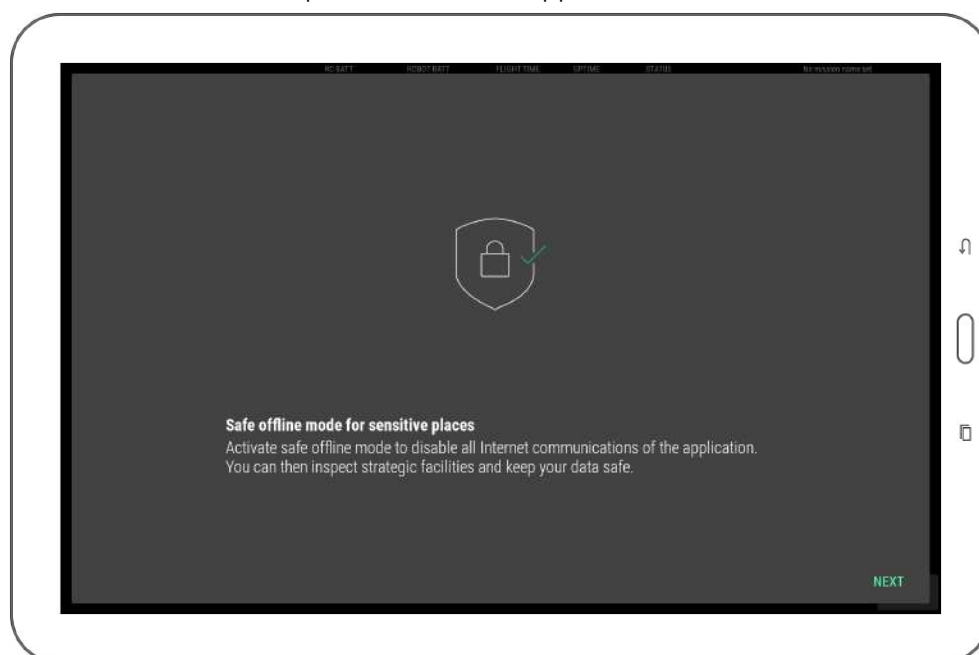 RC BATT ROBOT BATT FLIGHT TIME UPTIME STATUS No mission name set
Safe offline mode for sensitive places
Activate safe offline mode to disable all Internet communications of the application.
You can then inspect strategic facilities and keep your data safe.
NEXT